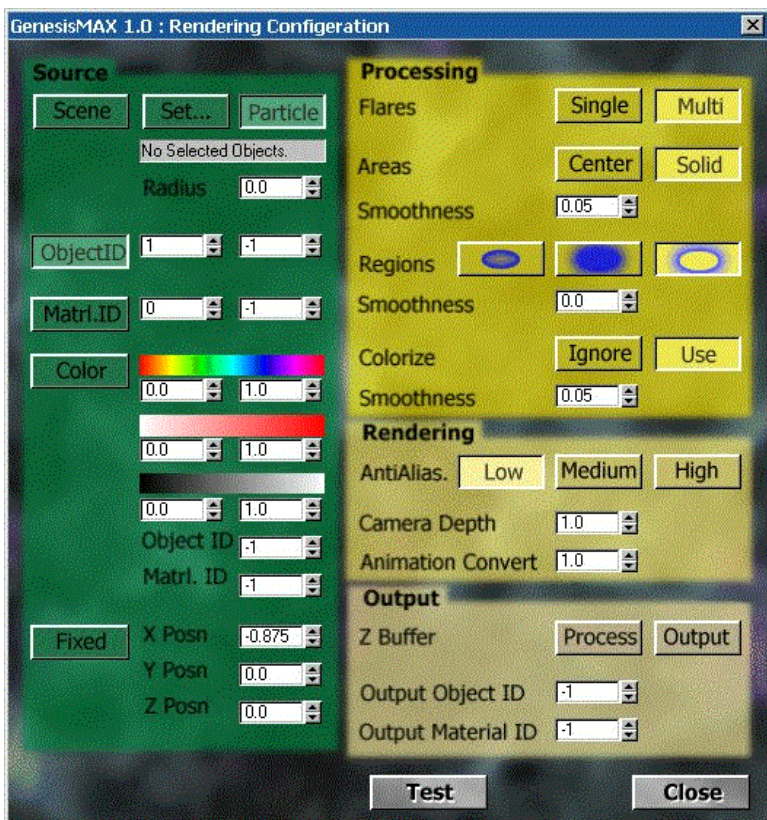 GenesisMAX 1.0 : Rendering Configeration
Source
Scene Set... Particle
No Selected Objects.
Radius 0.0
ObjectID 1 -1
Matrl.ID 0 -1
Color
0.0 1.0
0.0 1.0
0.0 1.0
Object ID -1
Matrl. ID -1
Fixed X Posn -0.875
Y Posn 0.0
Z Posn 0.0
Processing
Flares Single Multi
Areas Center Solid
Smoothness 0.05
Regions
Smoothness 0.0
Colorize Ignore Use
Smoothness 0.05
Rendering
AntiAlias. Low Medium High
Camera Depth 1.0
Animation Convert 1.0
Output
Z Buffer Process Output
Output Object ID -1
Output Material ID -1
Test Close